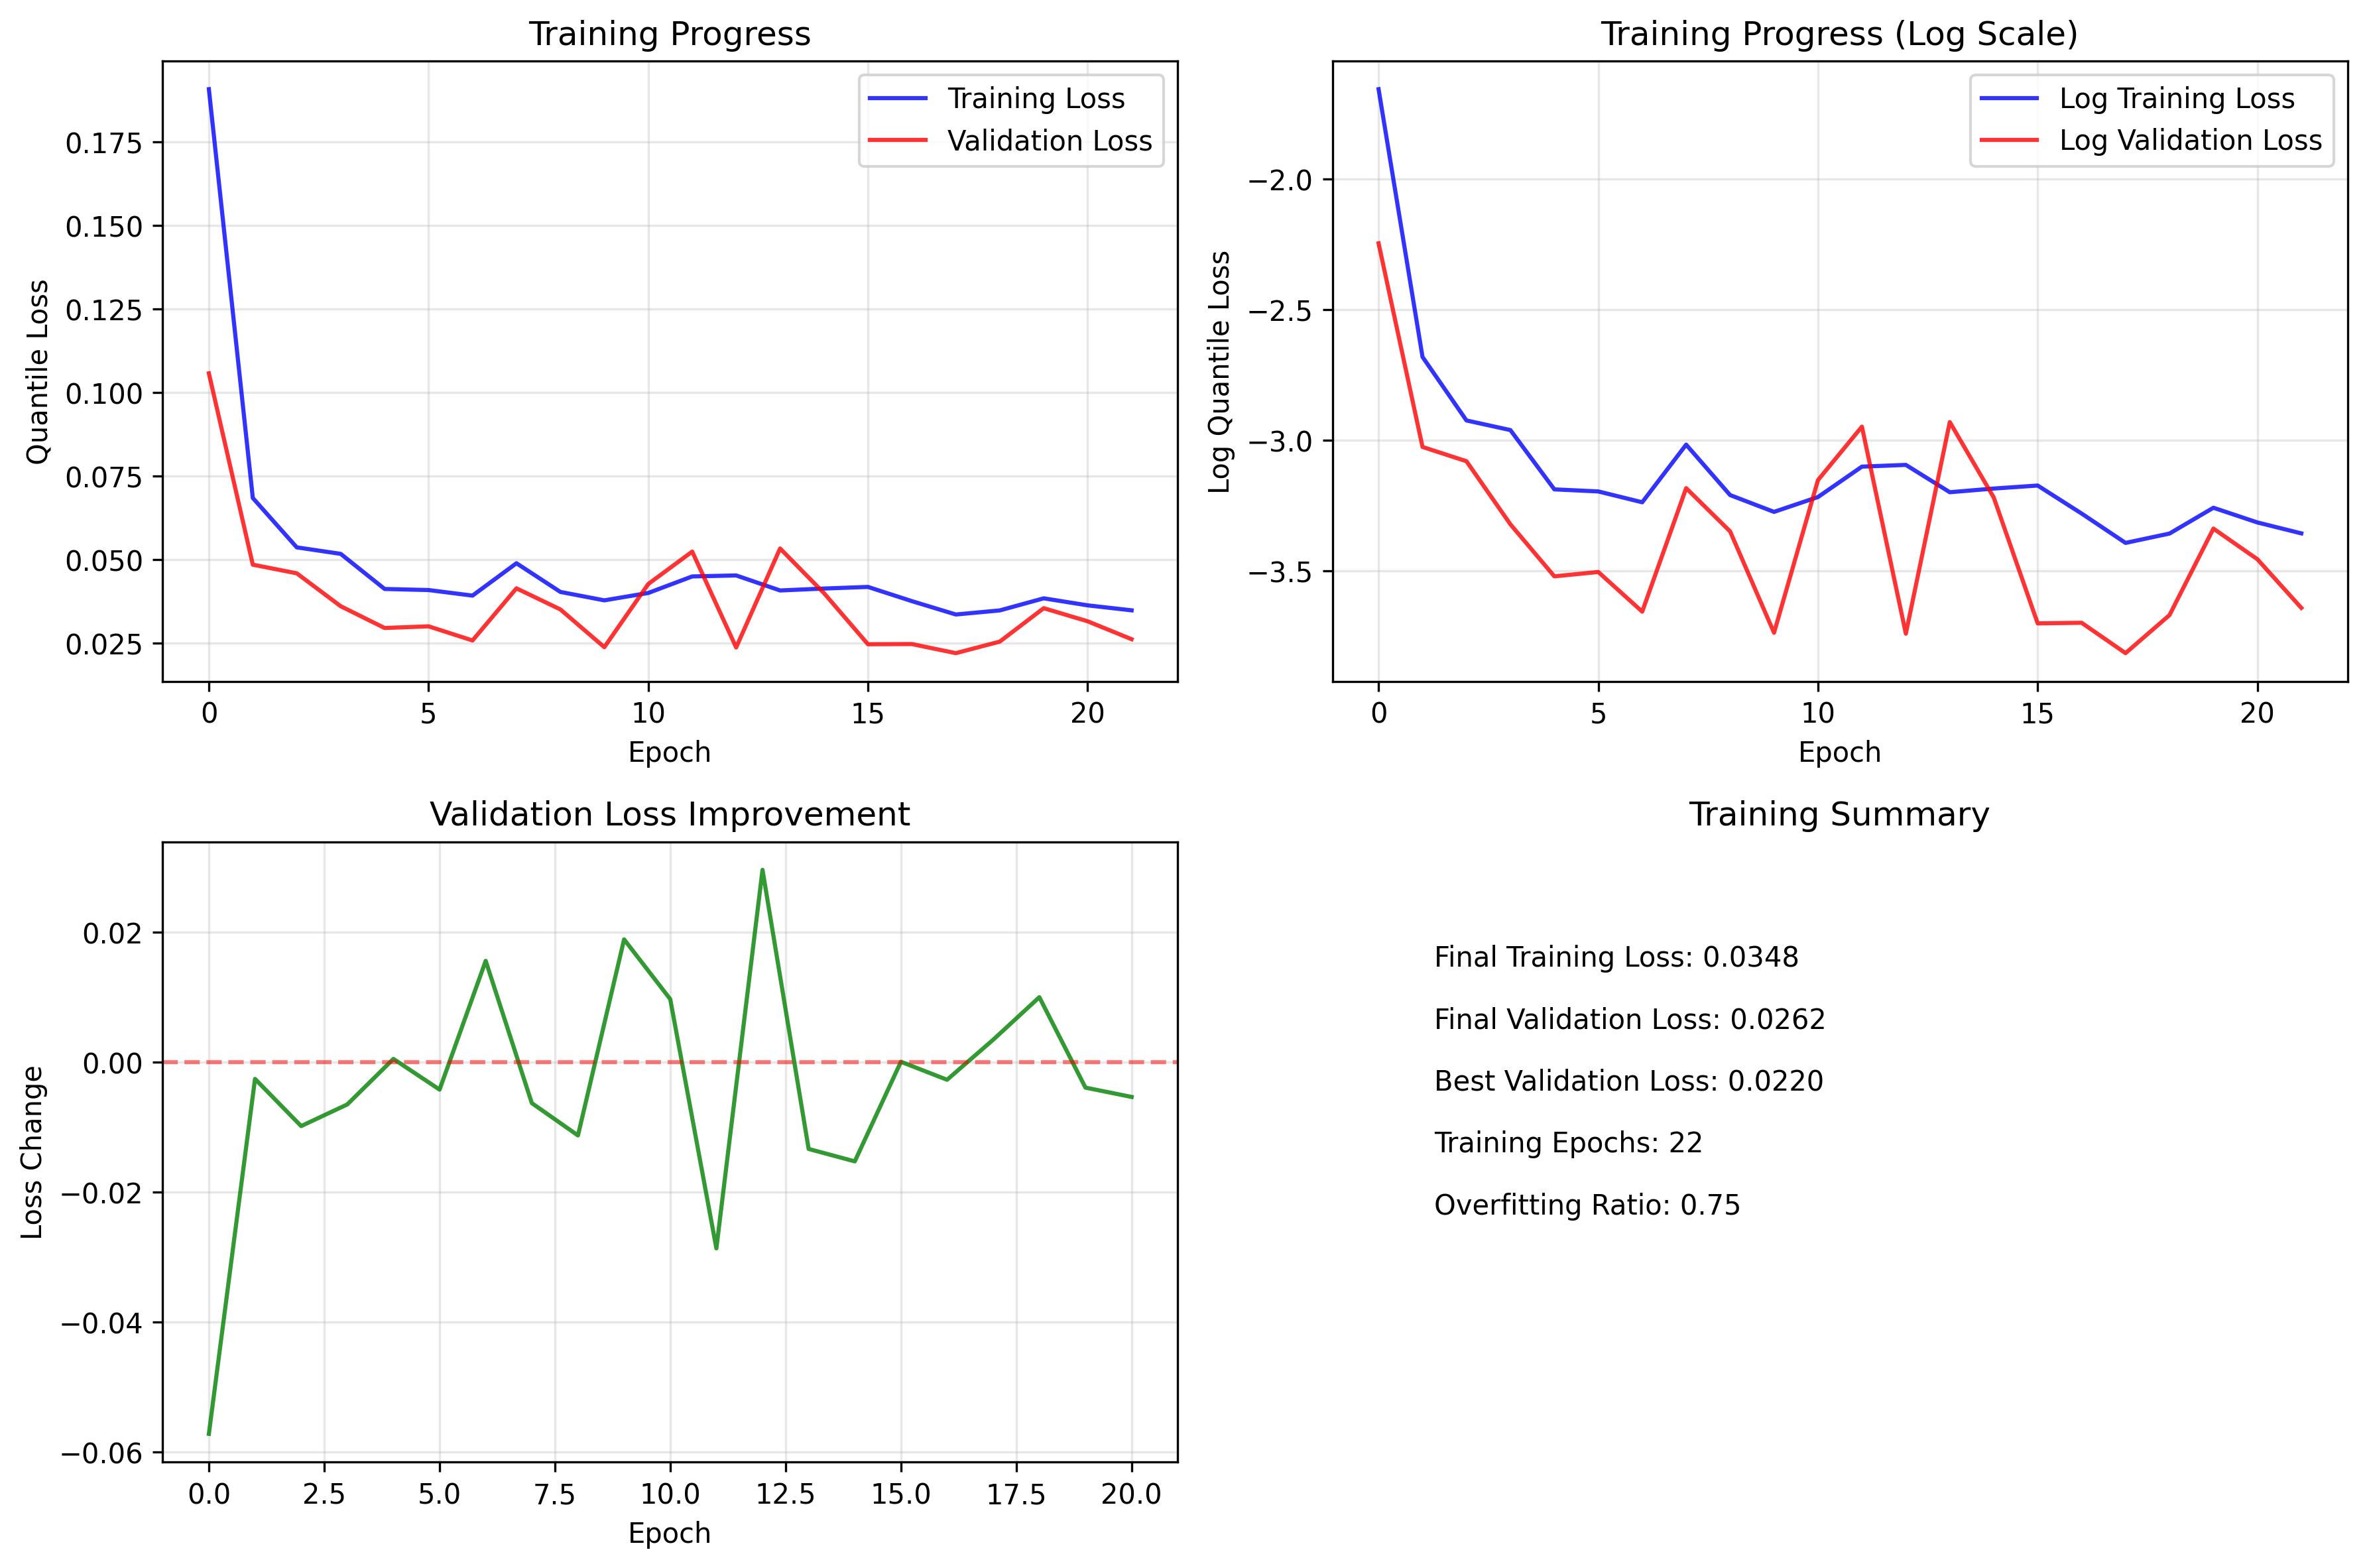 Training Progress
Training Loss
Validation Loss
0.175
0.150
0.125
0.100
0.075
0.050
0.025
Quantile Loss
0 5 10 15 20
Epoch
Training Progress (Log Scale)
Log Training Loss
Log Validation Loss
−2.0
−2.5
−3.0
−3.5
Log Quantile Loss
0 5 10 15 20
Epoch
Validation Loss Improvement
0.02
0.00
−0.02
−0.04
−0.06
Loss Change
0.0 2.5 5.0 7.5 10.0 12.5 15.0 17.5 20.0
Epoch
Training Summary
Final Training Loss: 0.0348
Final Validation Loss: 0.0262
Best Validation Loss: 0.0220
Training Epochs: 22
Overfitting Ratio: 0.75